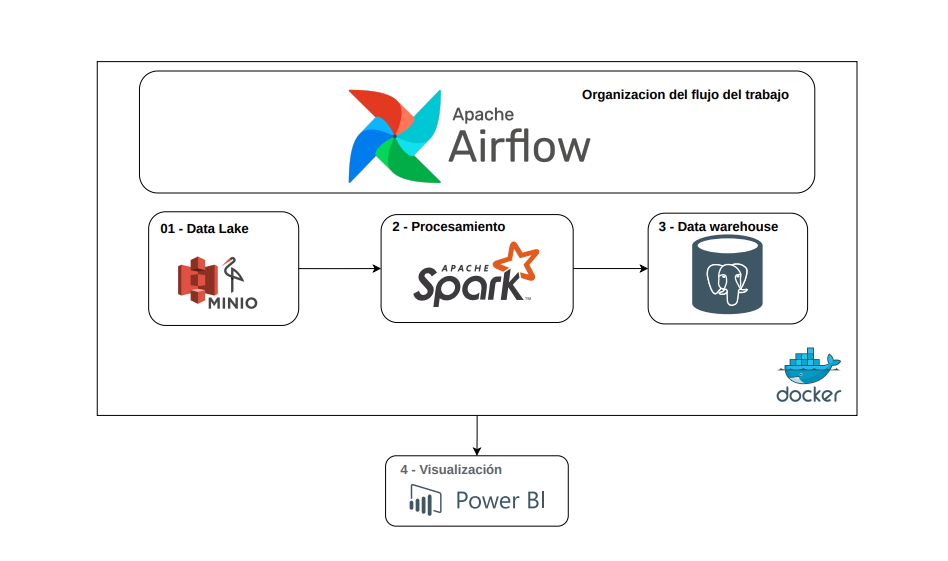 Organizacion del flujo del trabajo
Apache
Airflow
01 - Data Lake
MINIO
2 - Procesamiento
APACHE
Spark™
3 - Data warehouse
docker
4 - Visualización
Power BI